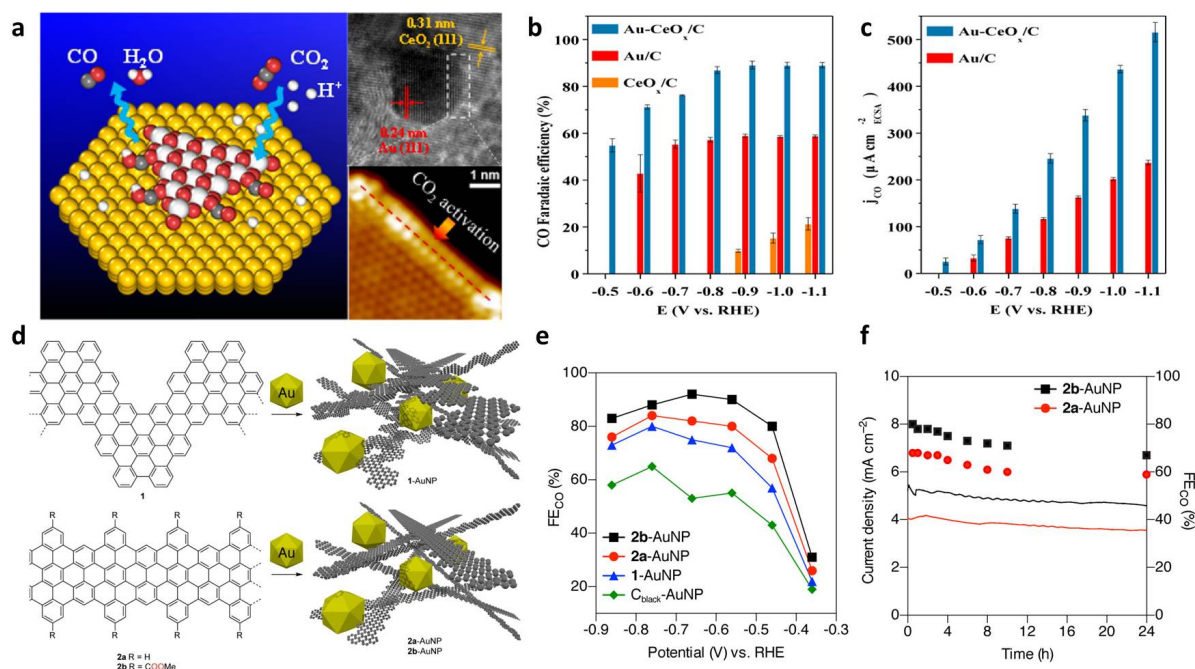 a
CO
H₂O
CO₂
H⁺
0.31 nm
CeO₂ (111)
0.24 nm
Au (111)
1 nm
CO₂ activation
b
Au−CeOₓ/C
Au/C
CeOₓ/C
CO Faradaic efficiency (%)
100
80
60
40
20
0
-0.5 -0.6 -0.7 -0.8 -0.9 -1.0 -1.1
E (V vs. RHE)
c
Au−CeOₓ/C
Au/C
j_CO (μ A cm⁻²_ECSA)
500
400
300
200
100
0
-0.5 -0.6 -0.7 -0.8 -0.9 -1.0 -1.1
E (V vs. RHE)
d
1
Au
1-AuNP
R R R R
R R R R
Au
2a R = H
2b R = COOMe
2a-AuNP
2b-AuNP
e
FE_CO (%)
100
80
60
40
20
2b-AuNP
2a-AuNP
1-AuNP
C_black-AuNP
-0.9 -0.8 -0.7 -0.6 -0.5 -0.4 -0.3
Potential (V) vs. RHE
f
2b-AuNP
2a-AuNP
Current density (mA cm⁻²)
10
8
6
4
2
0
100
80
60
40
20
0
FE_CO (%)
0 4 8 12 16 20 24
Time (h)